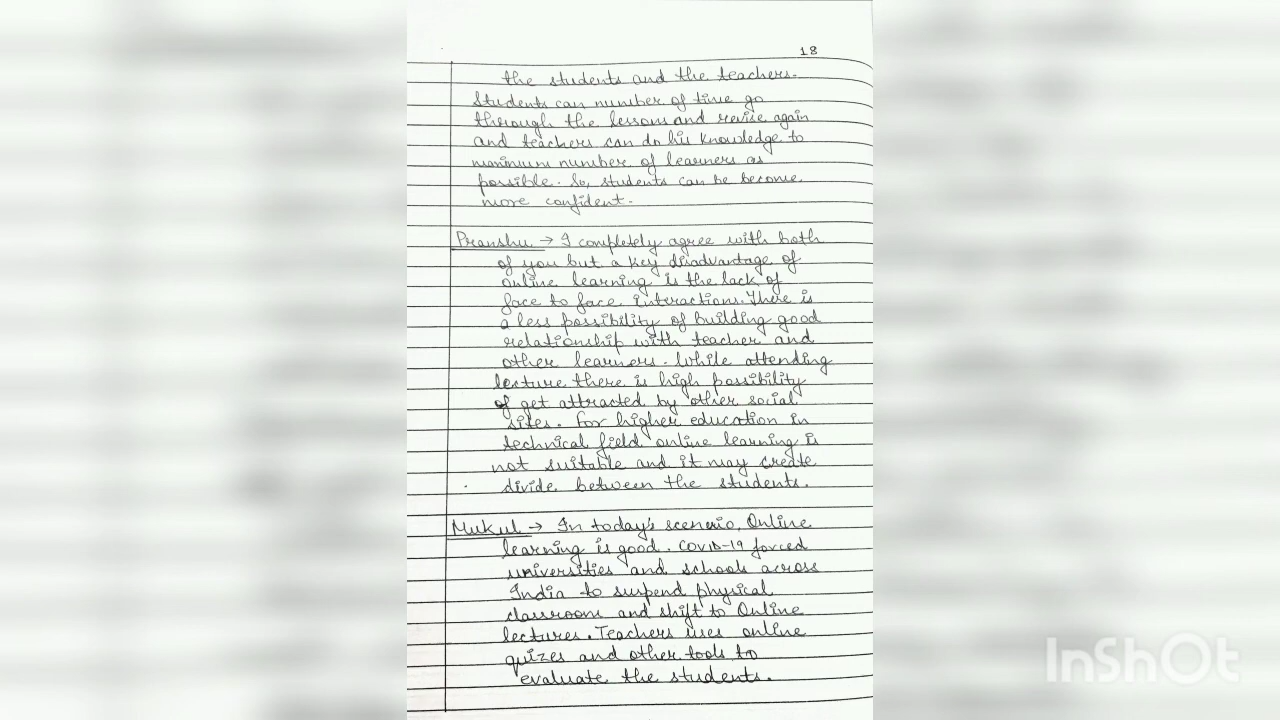 18
the students and the teachers.
Students can number of time go
through the lessons and revise again
and teachers can do his knowledge to
maximum number of learners as
possible. So, students can be become
more confident.
Pranshu → I completely agree with both
of you but a key disadvantage of
online learning is the lack of
face to face interactions. There is
a less possibility of building good
relationship with teacher and
other learners. While attending
lecture there is high possibility
of get attracted by other social
sites. For higher education in
technical field online learning is
not suitable and it may create
divide between the students.
Mukul → In today's scenerio, Online
learning is good. COVID-19 forced
universities and schools across
India to suspend physical
classroom and shift to Online
lectures. Teachers uses online
quizes and other tools to
evaluate the students.
InShOt